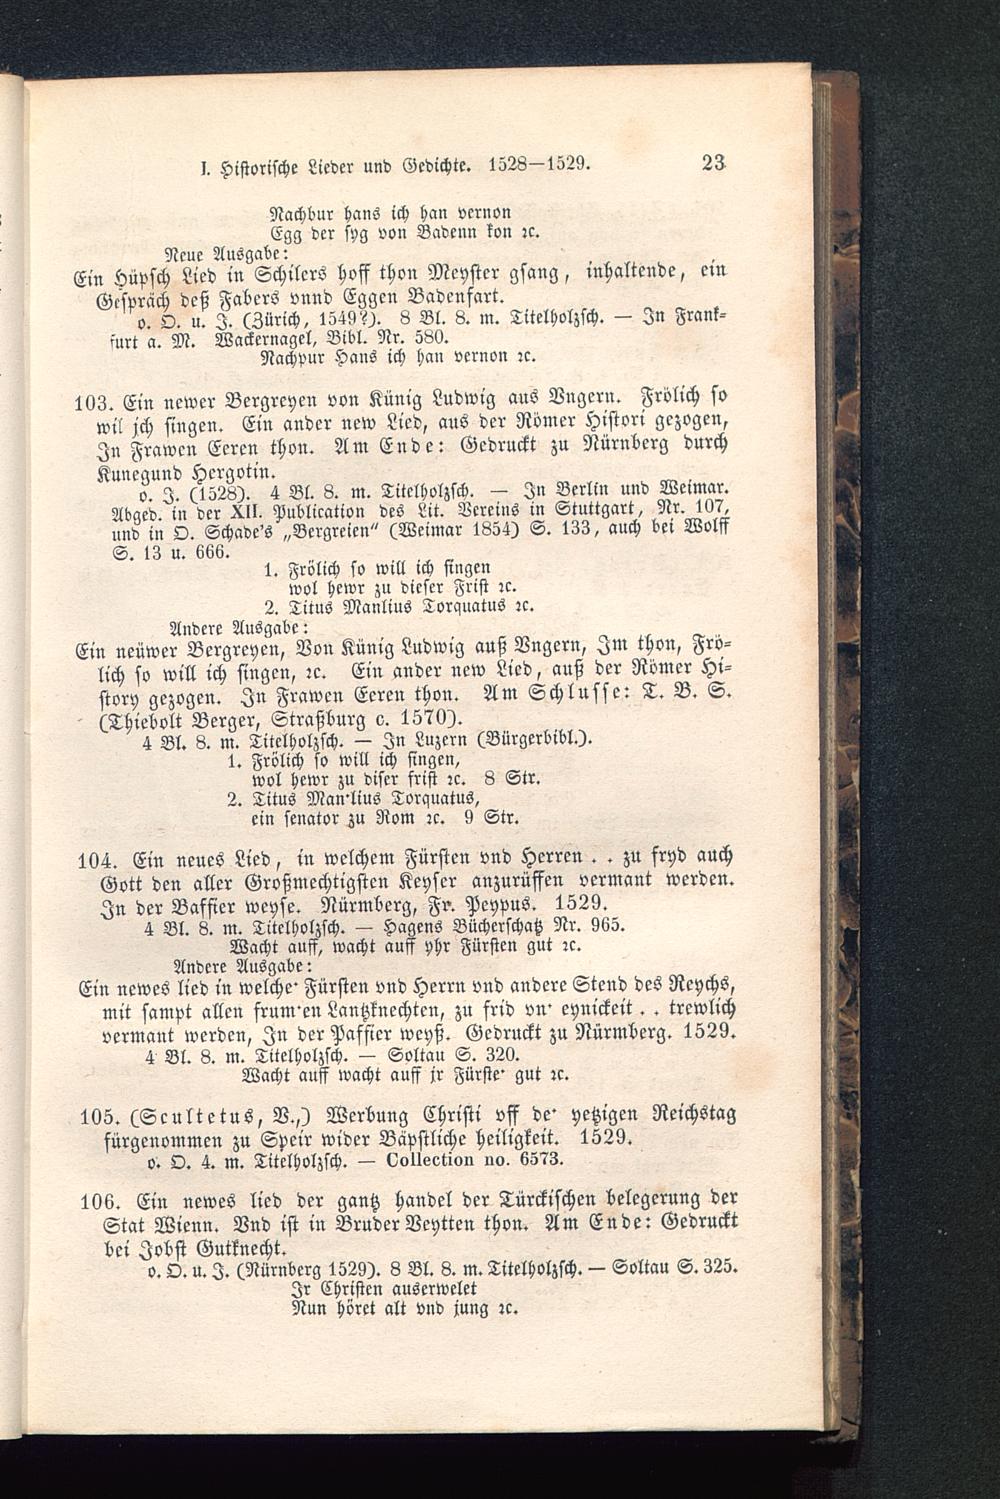 I. Historische Lieder und Gedichte. 1528—1529. 23
Nachbur hans ich han vernon
Egg der syg von Badenn kon ꝛc.
Neue Ausgabe:
Ein Hüpsch Lied in Schilers hoff thon Meyster gsang, inhaltende, ein
Gespräch deß Fabers vnnd Eggen Badenfart.
o. O. u. J. (Zürich, 1549?). 8 Bl. 8. m. Titelholzsch. — In Frank-
furt a. M. Wackernagel, Bibl. Nr. 580.
Nachpur Hans ich han vernon ꝛc.
103. Ein newer Bergreyen von Künig Ludwig aus Vngern. Frölich so
wil jch singen. Ein ander new Lied, aus der Römer Histori gezogen,
In Frawen Eeren thon. Am Ende: Gedruckt zu Nürnberg durch
Kunegund Hergotin.
o. J. (1528). 4 Bl. 8. m. Titelholzsch. — In Berlin und Weimar.
Abged. in der XII. Publication des Lit. Vereins in Stuttgart, Nr. 107,
und in O. Schade's „Bergreien“ (Weimar 1854) S. 133, auch bei Wolff
S. 13 u. 666.
1. Frölich so will ich singen
wol hewr zu dieser Frist ꝛc.
2. Titus Manlius Torquatus ꝛc.
Andere Ausgabe:
Ein neüwer Bergreyen, Von Künig Ludwig auß Vngern, Im thon, Frö-
lich so will ich singen, ꝛc. Ein ander new Lied, auß der Römer Hi-
story gezogen. In Frawen Eeren thon. Am Schlusse: T. B. S.
(Thiebolt Berger, Straßburg c. 1570).
4 Bl. 8. m. Titelholzsch. — In Luzern (Bürgerbibl.).
1. Frölich so will ich singen,
wol hewr zu diser frist ꝛc. 8 Str.
2. Titus Man·lius Torquatus,
ein senator zu Rom ꝛc. 9 Str.
104. Ein neues Lied, in welchem Fürsten vnd Herren . . zu fryd auch
Gott den aller Großmechtigsten Keyser anzurüffen vermant werden.
In der Baffier weyse. Nürmberg, Fr. Peypus. 1529.
4 Bl. 8. m. Titelholzsch. — Hagens Bücherschatz Nr. 965.
Wacht auff, wacht auff yhr Fürsten gut ꝛc.
Andere Ausgabe:
Ein newes lied in welche· Fürsten vnd Herrn vnd andere Stend des Reychs,
mit sampt allen frum·en Lantzknechten, zu frid vn· eynickeit . . trewlich
vermant werden, In der Paffier weyß. Gedruckt zu Nürmberg. 1529.
4 Bl. 8. m. Titelholzsch. — Soltau S. 320.
Wacht auff wacht auff jr Fürste· gut ꝛc.
105. (Scultetus, V.,) Werbung Christi vff de· yetzigen Reichstag
fürgenommen zu Speir wider Bäpstliche heiligkeit. 1529.
o. O. 4. m. Titelholzsch. — Collection no. 6573.
106. Ein newes lied der gantz handel der Türckischen belegerung der
Stat Wienn. Vnd ist in Bruder Veytten thon. Am Ende: Gedruckt
bei Jobst Gutknecht.
o. O. u. J. (Nürnberg 1529). 8 Bl. 8. m. Titelholzsch. — Soltau S. 325.
Ir Christen auserwelet
Nun höret alt vnd jung ꝛc.